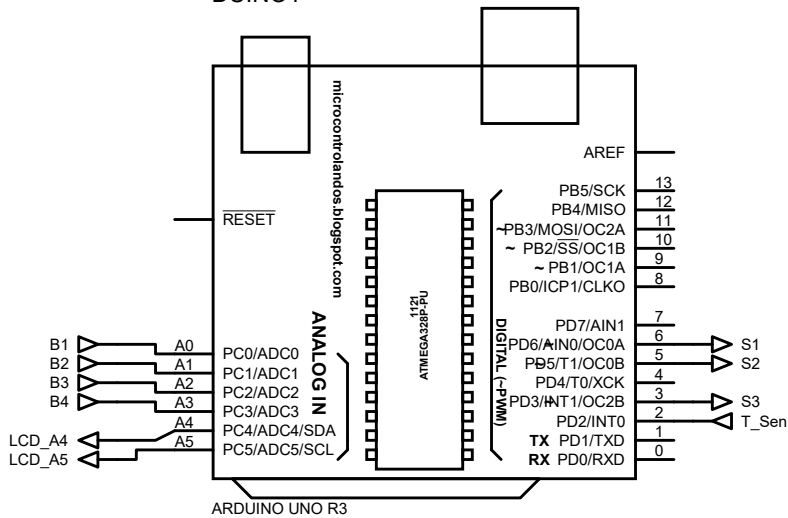 microcontrolandos.blogspot.com
RESET
AREF
PB5/SCK 13
PB4/MISO 12
~PB3/MOSI/OC2A 11
~ PB2/SS/OC1B 10
~ PB1/OC1A 9
PB0/ICP1/CLKO 8
1121
ATMEGA328P-PU
ANALOG IN
DIGITAL (~PWM)
B1 A0 PC0/ADC0
B2 A1 PC1/ADC1
B3 A2 PC2/ADC2
B4 A3 PC3/ADC3
LCD_A4 A4 PC4/ADC4/SDA
LCD_A5 A5 PC5/ADC5/SCL
PD7/AIN1 7
PD6/AIN0/OC0A 6 S1
PD5/T1/OC0B 5 S2
PD4/T0/XCK 4
PD3/INT1/OC2B 3 S3
PD2/INT0 2 T_Sen
TX PD1/TXD 1
RX PD0/RXD 0
ARDUINO UNO R3